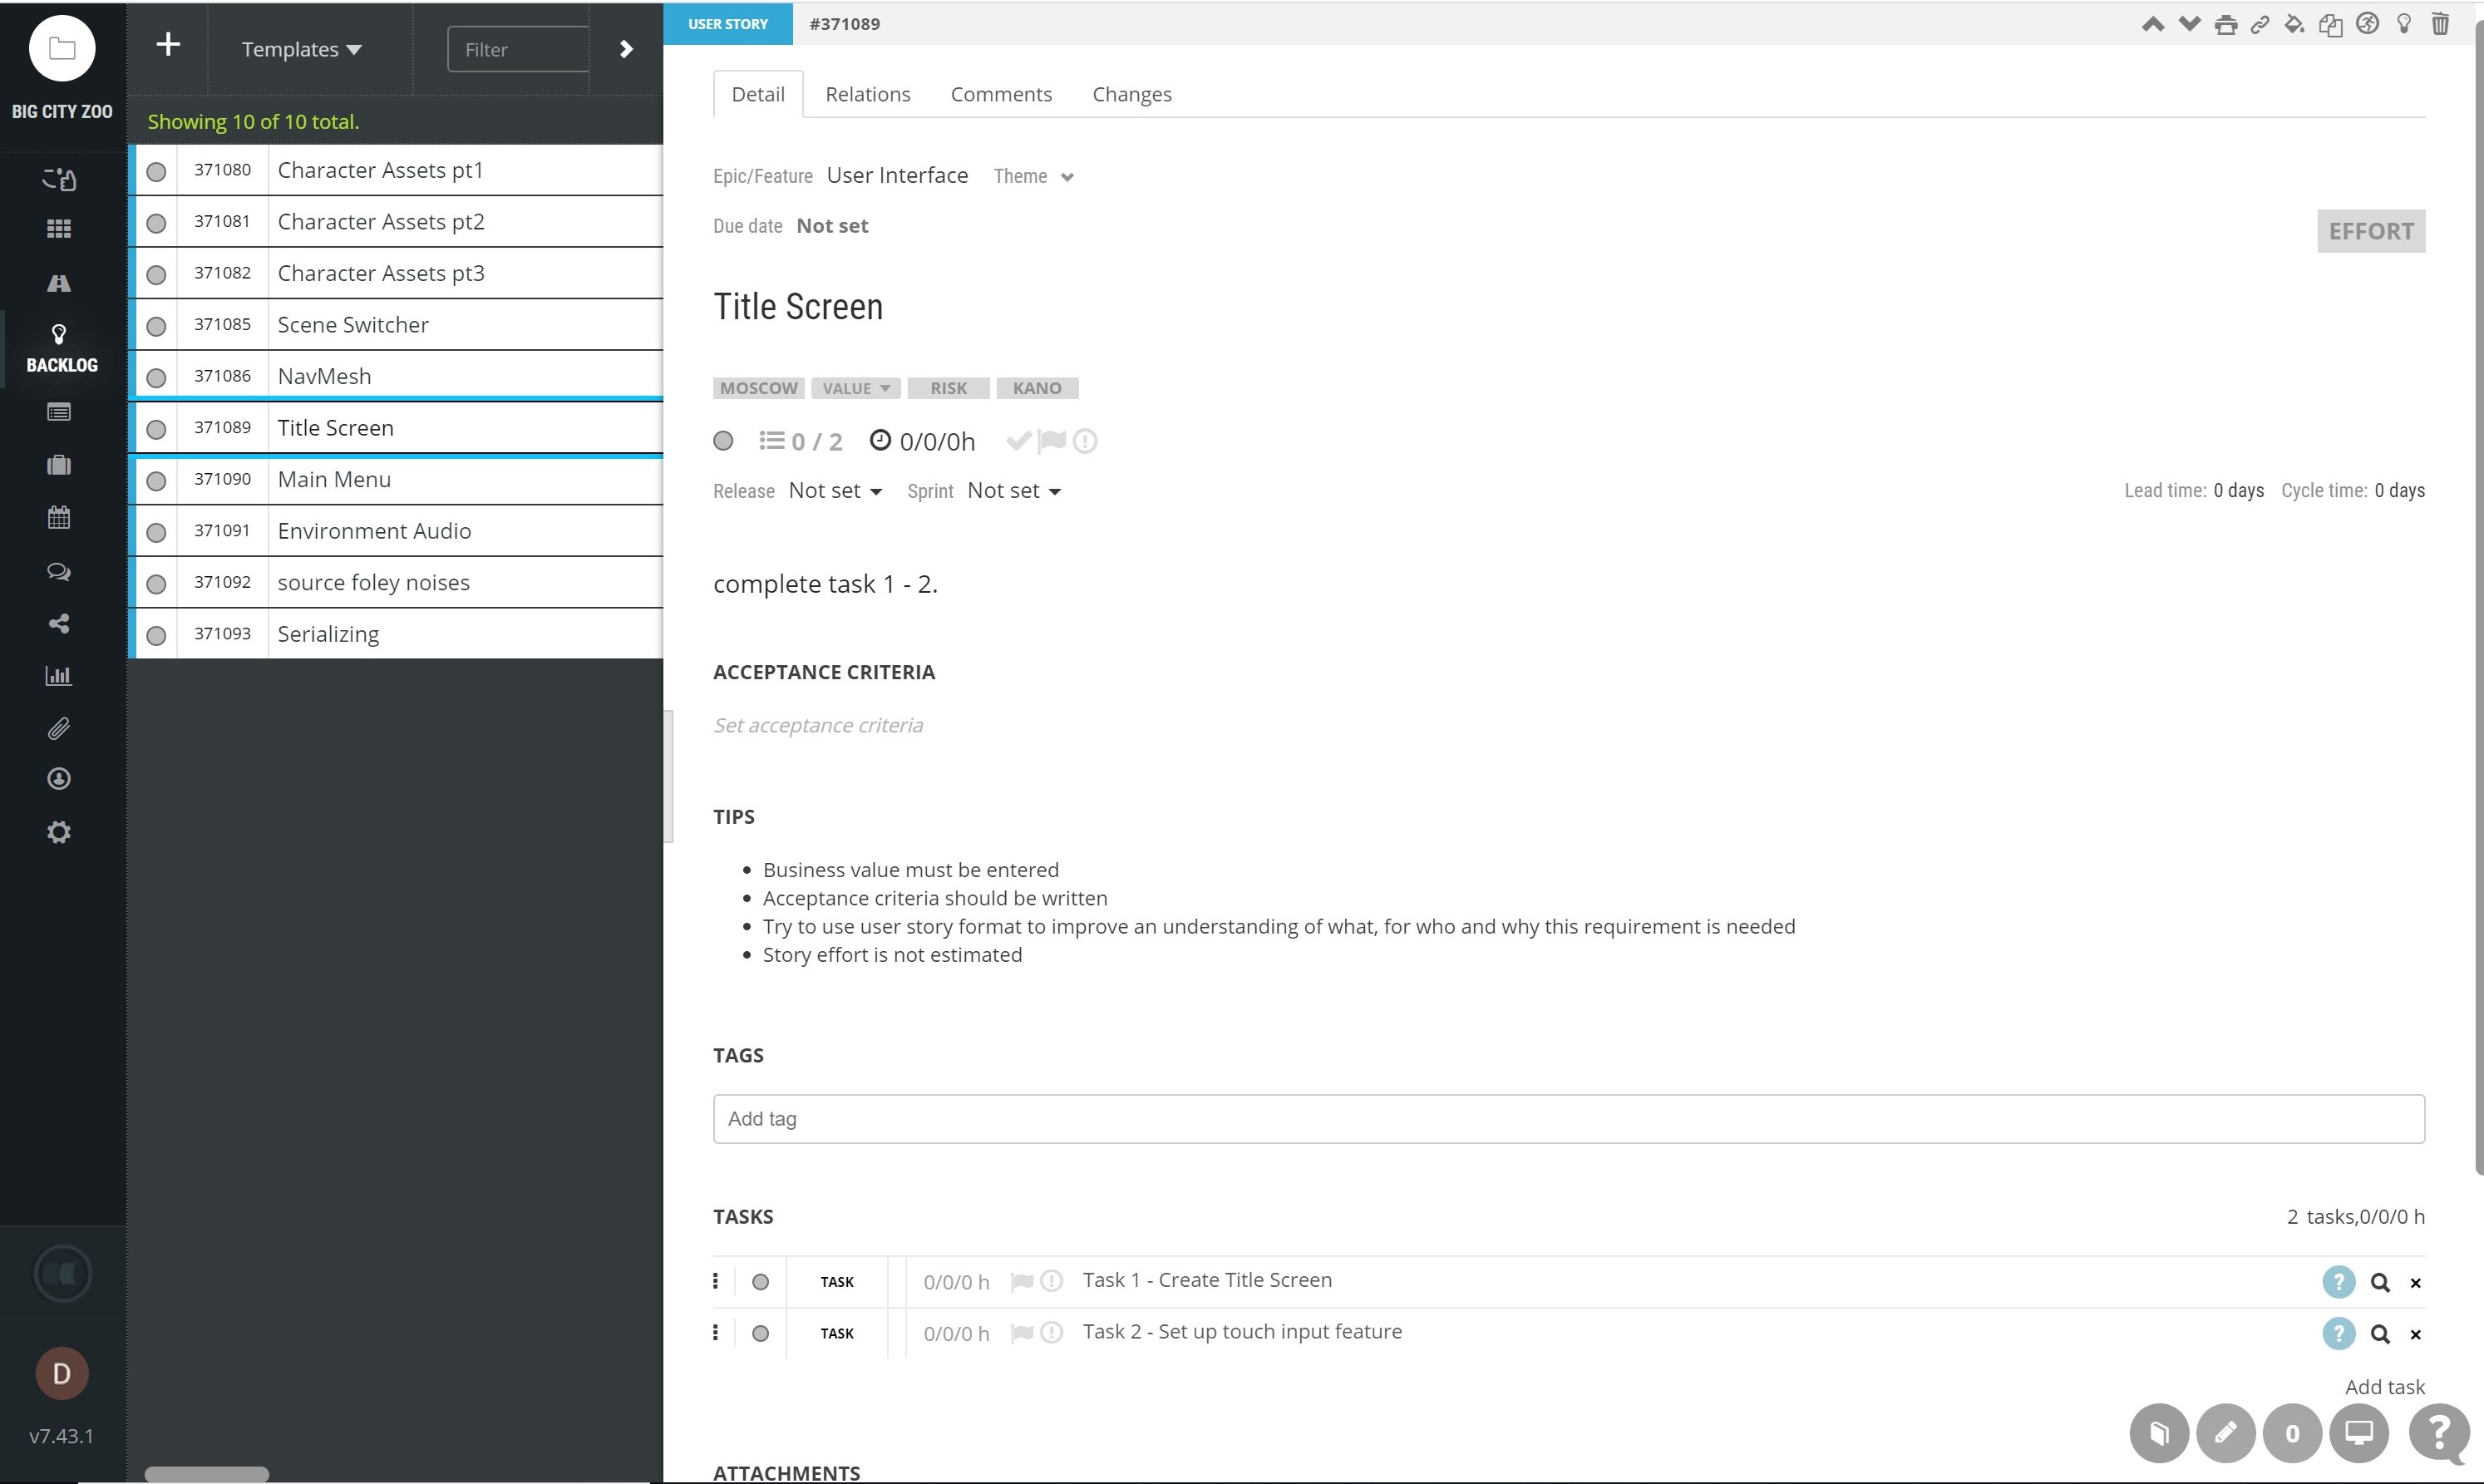 BIG CITY ZOO
BACKLOG
D
v7.43.1
+ Templates Filter
Showing 10 of 10 total.
371080 Character Assets pt1
371081 Character Assets pt2
371082 Character Assets pt3
371085 Scene Switcher
371086 NavMesh
371089 Title Screen
371090 Main Menu
371091 Environment Audio
371092 source foley noises
371093 Serializing
USER STORY #371089
Detail Relations Comments Changes
Epic/Feature User Interface Theme
Due date Not set
EFFORT
Title Screen
MOSCOW VALUE RISK KANO
0 / 2 0/0/0h
Release Not set Sprint Not set Lead time: 0 days Cycle time: 0 days
complete task 1 - 2.
ACCEPTANCE CRITERIA
Set acceptance criteria
TIPS
• Business value must be entered
• Acceptance criteria should be written
• Try to use user story format to improve an understanding of what, for who and why this requirement is needed
• Story effort is not estimated
TAGS
Add tag
TASKS 2 tasks,0/0/0 h
TASK 0/0/0 h Task 1 - Create Title Screen ? ×
TASK 0/0/0 h Task 2 - Set up touch input feature ? ×
Add task
0 ?
ATTACHMENTS